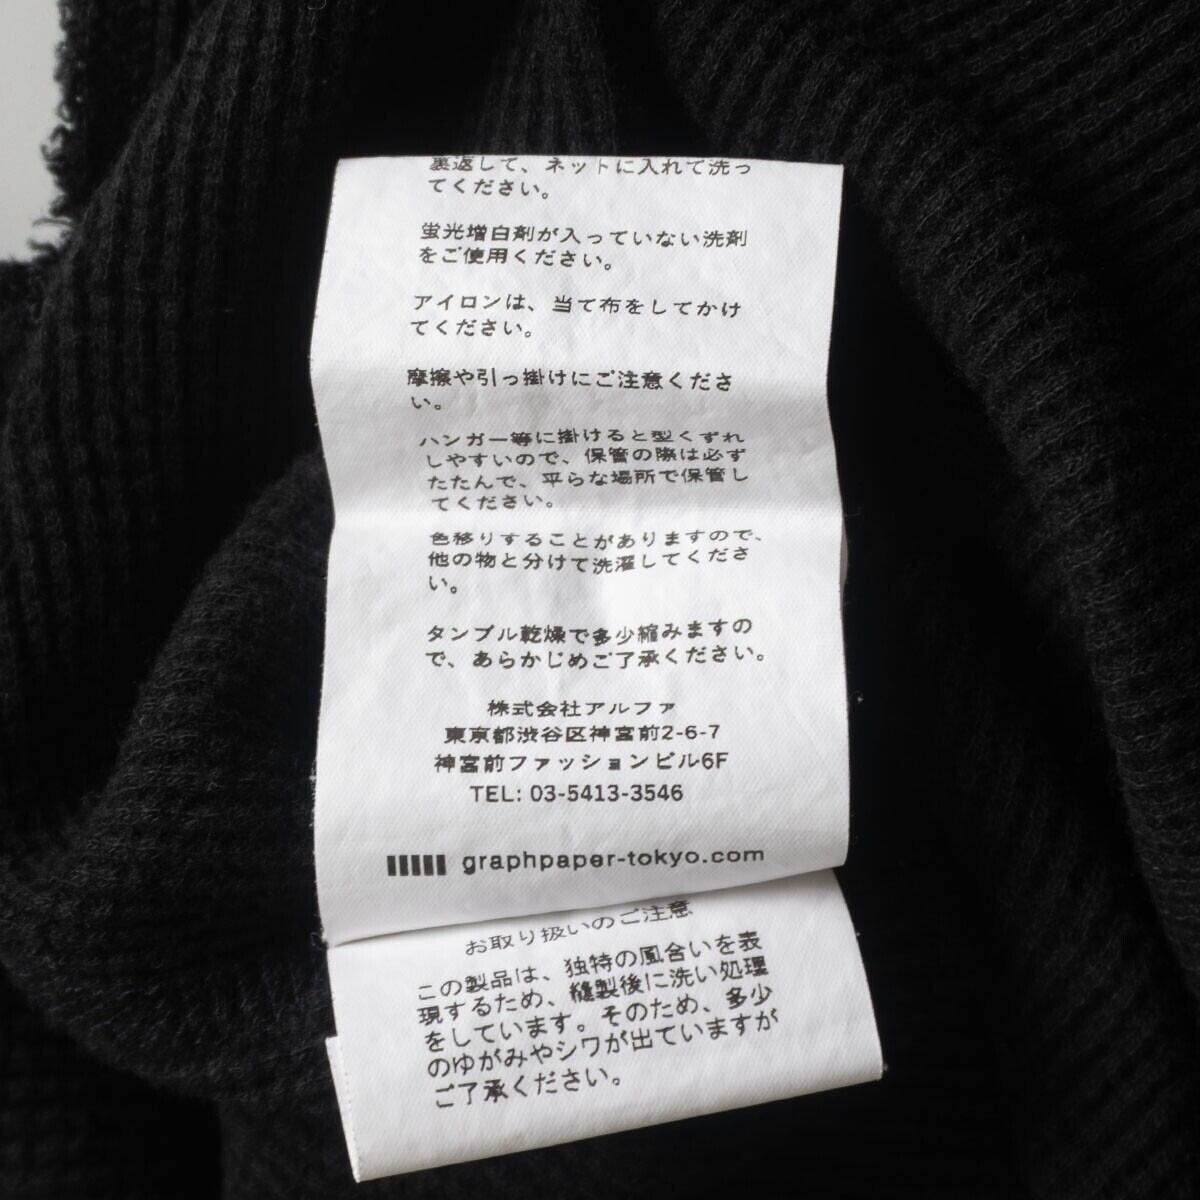 裏返して、ネットに入れて洗っ
てください。
蛍光増白剤が入っていない洗剤
をご使用ください。
アイロンは、当て布をしてかけ
てください。
摩擦や引っ掛けにご注意くださ
い。
ハンガー等に掛けると型くずれ
しやすいので、保管の際は必ず
たたんで、平らな場所で保管し
てください。
色移りすることがありますので、
他の物と分けて洗濯してくださ
い。
タンブル乾燥で多少縮みますの
で、あらかじめご了承ください。
株式会社アルファ
東京都渋谷区神宮前2-6-7
神宮前ファッションビル6F
TEL: 03-5413-3546
graphpaper-tokyo.com
お取り扱いのご注意
この製品は、独特の風合いを表
現するため、縫製後に洗い処理
をしています。そのため、多少
のゆがみやシワが出ていますが
ご了承ください。